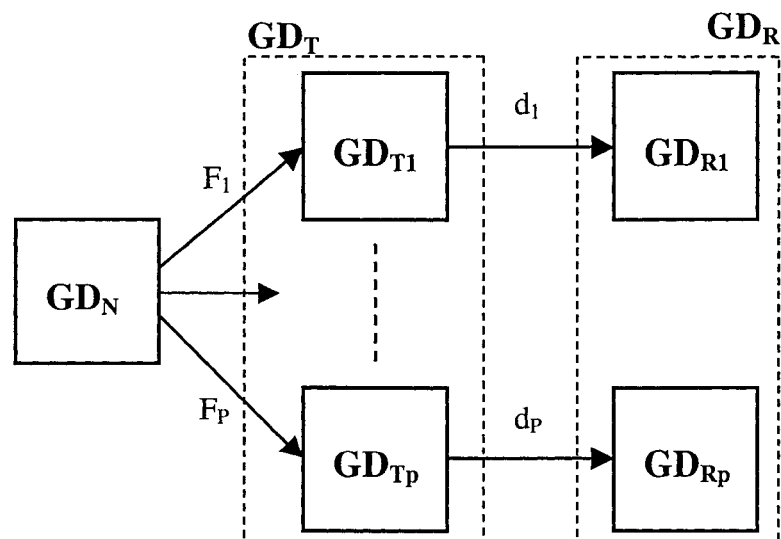 GD_T
GD_R
d_1
GD_T1
GD_R1
F_1
GD_N
F_P
d_P
GD_Tp
GD_Rp